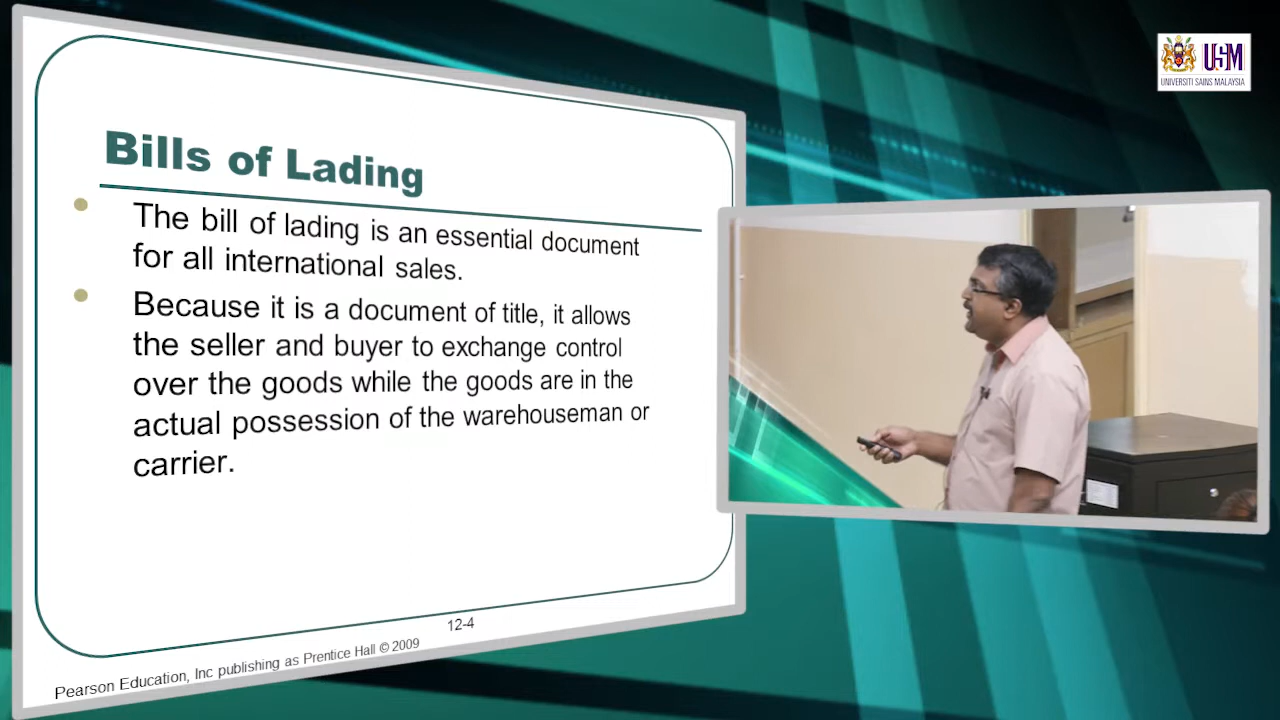 Bills of Lading
The bill of lading is an essential document
for all international sales.
Because it is a document of title, it allows
the seller and buyer to exchange control
over the goods while the goods are in the
actual possession of the warehouseman or
carrier.
12-4
Pearson Education, Inc publishing as Prentice Hall © 2009
USM
UNIVERSITI SAINS MALAYSIA